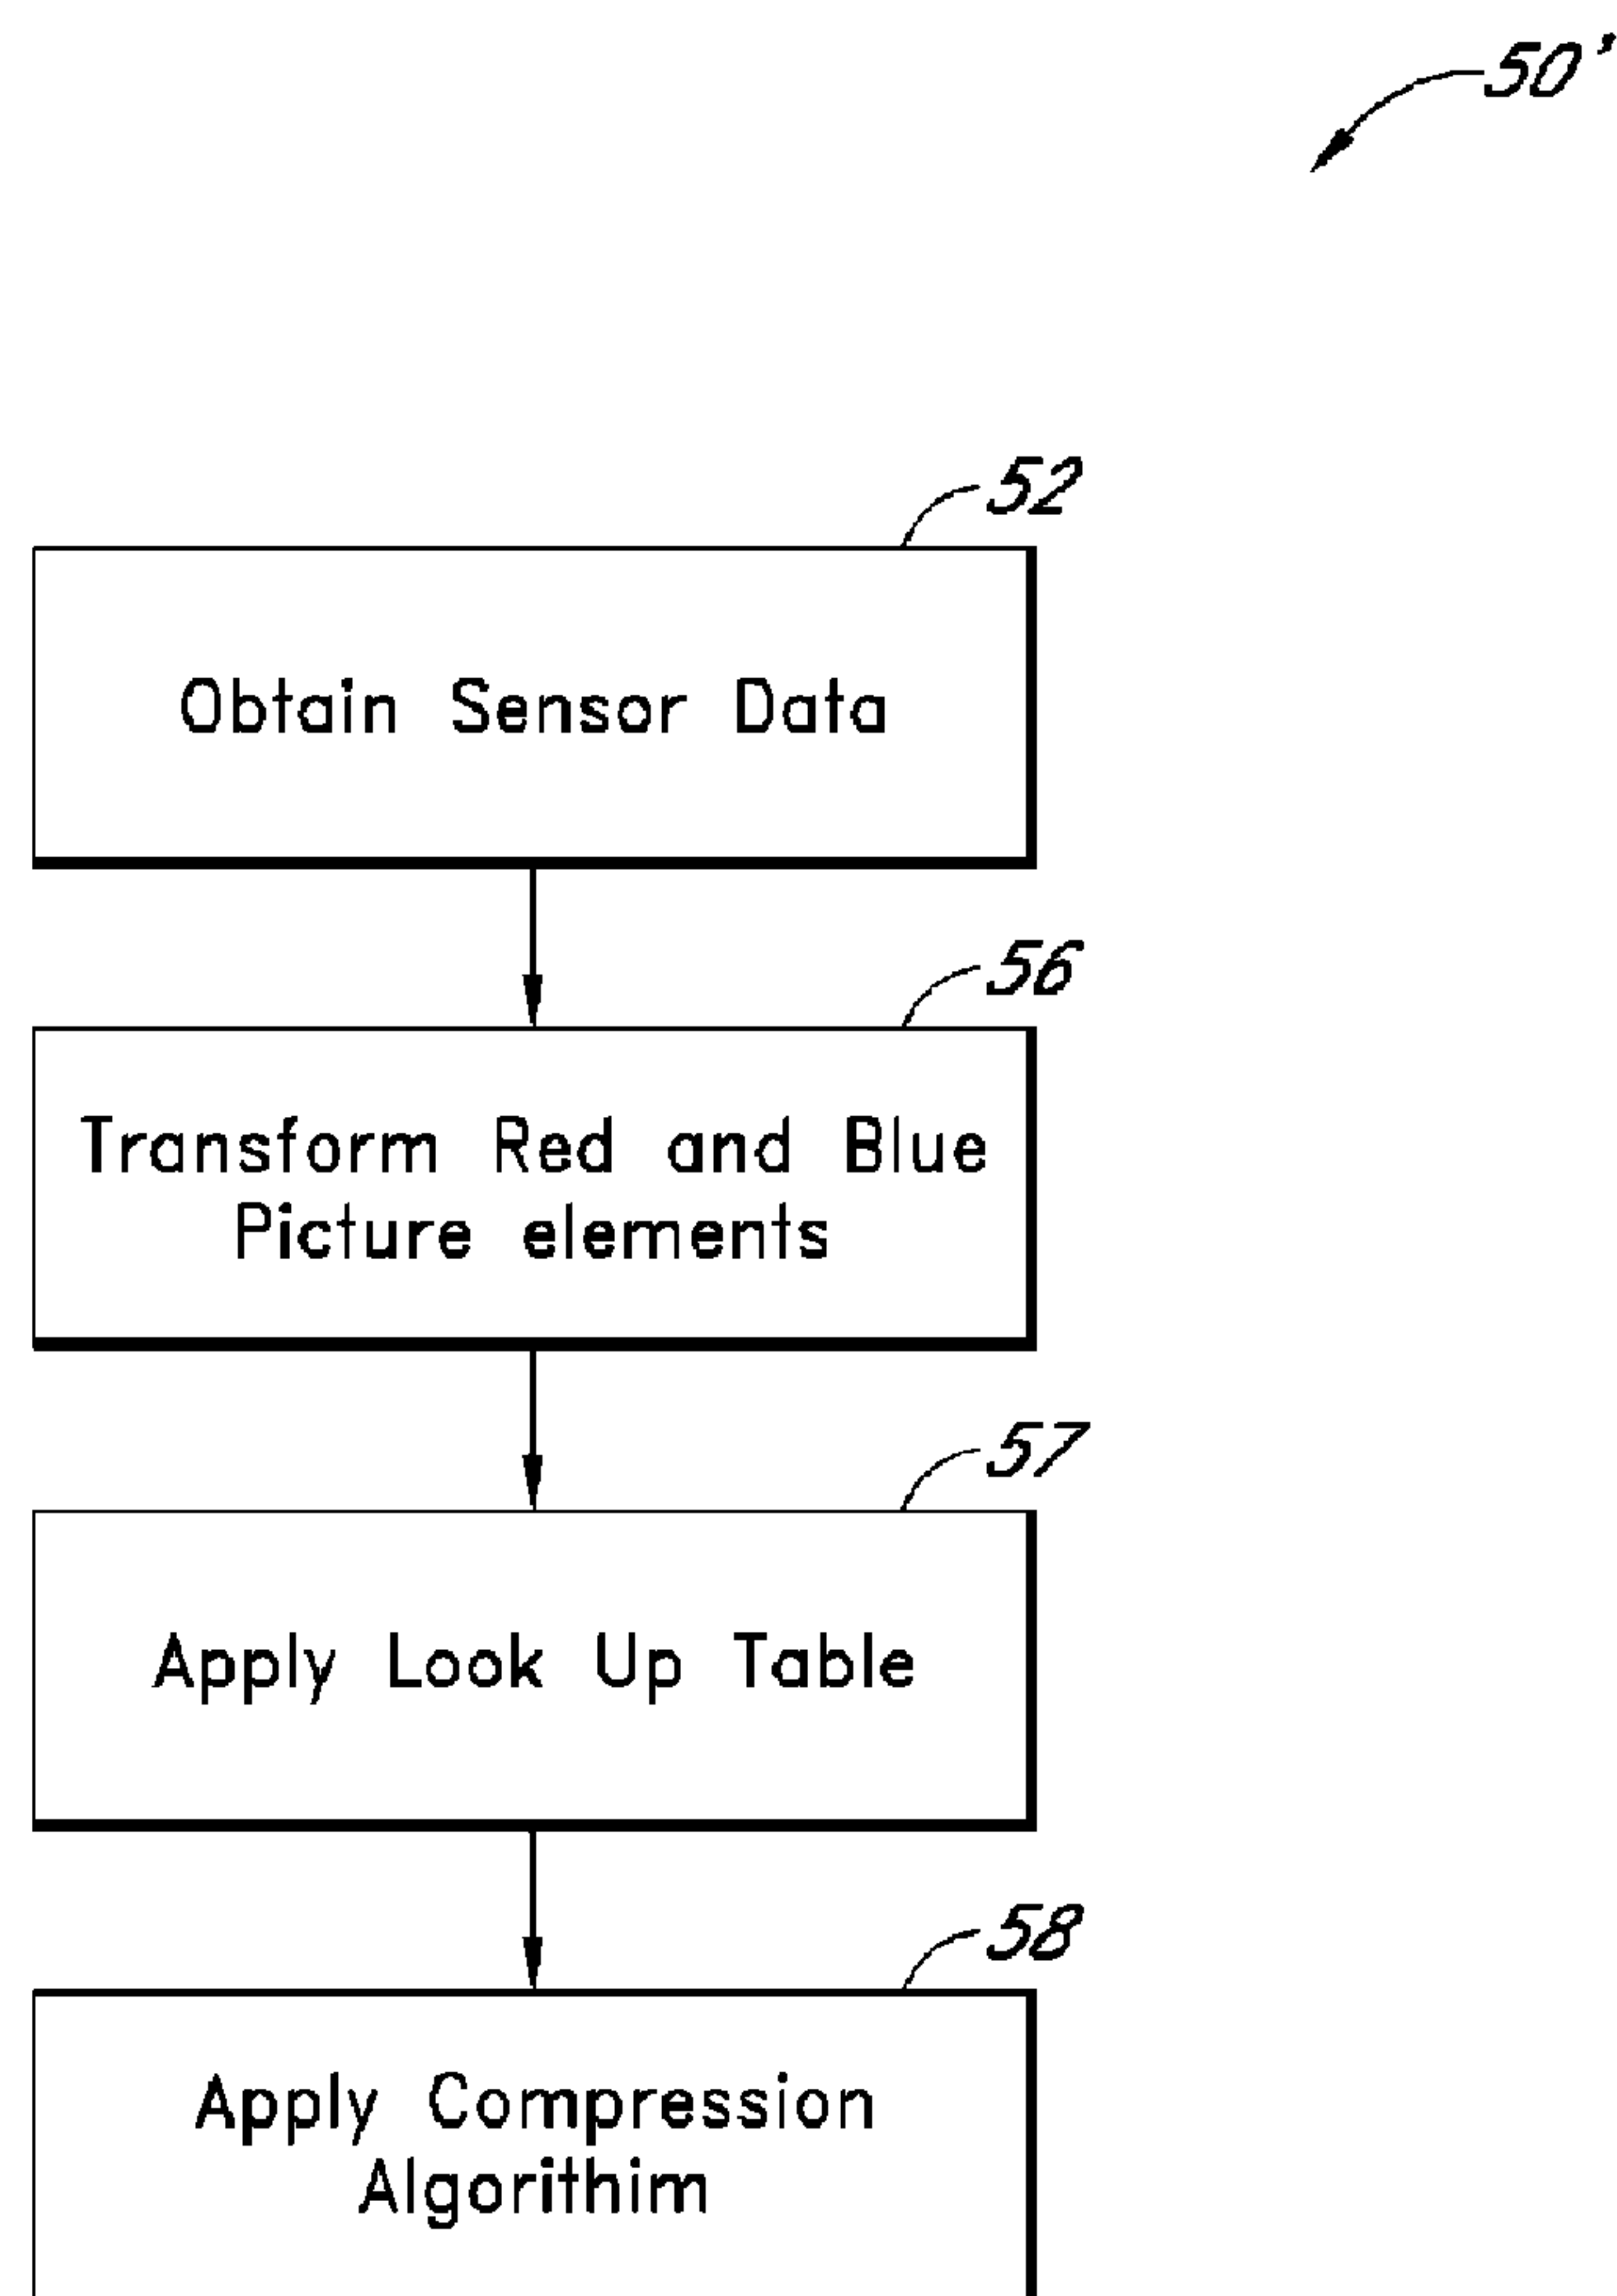 50'
52
Obtain Sensor Data
56
Transform Red and Blue
Picture elements
57
Apply Look Up Table
58
Apply Compression
Algorithim